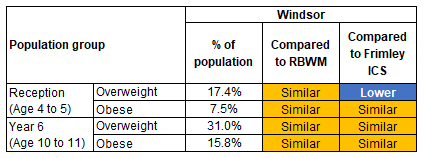 Population group Windsor
% of population Compared to RBWM Compared to Frimley ICS
Reception (Age 4 to 5) Overweight 17.4% Similar Lower
Obese 7.5% Similar Similar
Year 6 (Age 10 to 11) Overweight 31.0% Similar Similar
Obese 15.8% Similar Similar